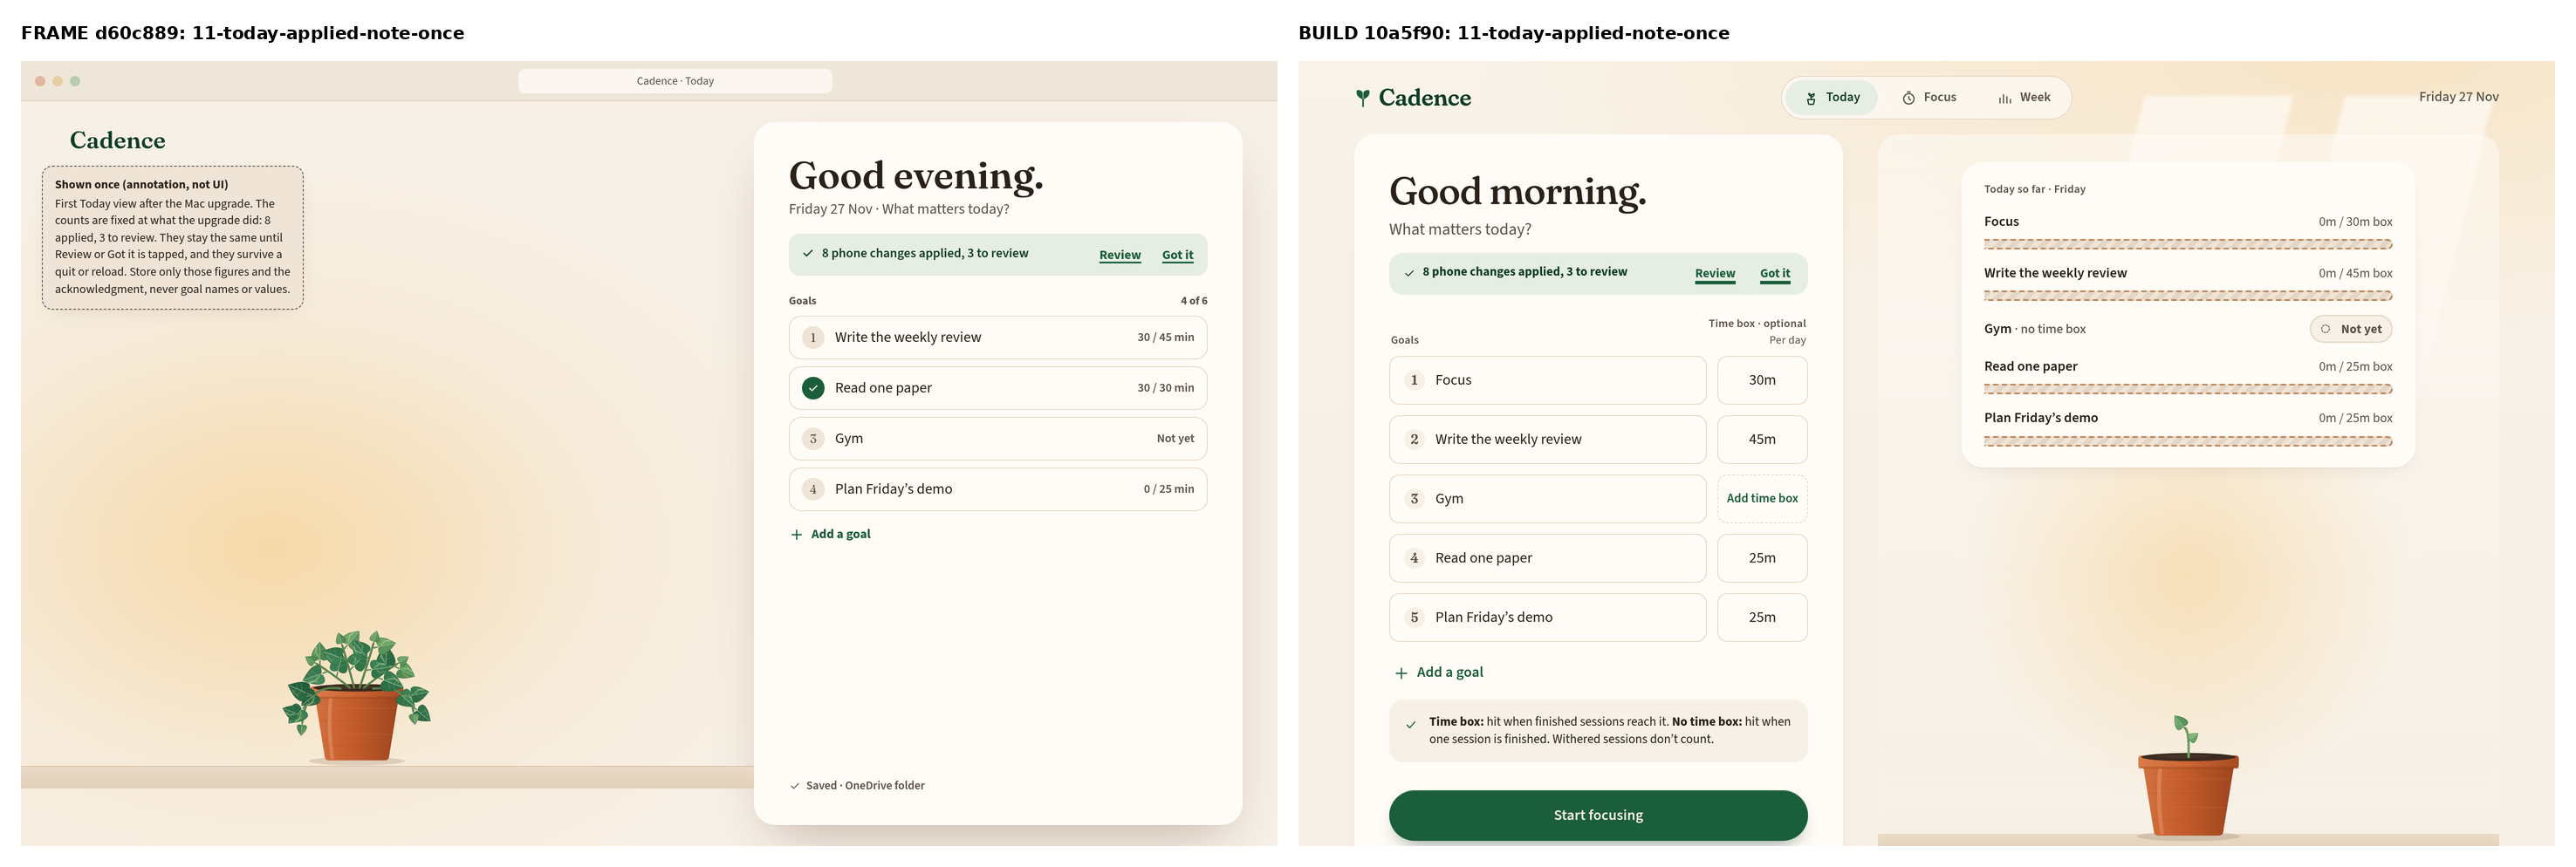 FRAME d60c889: 11-today-applied-note-once
Cadence · Today
Cadence
Shown once (annotation, not UI)
First Today view after the Mac upgrade. The
counts are fixed at what the upgrade did: 8
applied, 3 to review. They stay the same until
Review or Got it is tapped, and they survive a
quit or reload. Store only those figures and the
acknowledgment, never goal names or values.
Good evening.
Friday 27 Nov · What matters today?
8 phone changes applied, 3 to review Review Got it
Goals 4 of 6
1 Write the weekly review 30 / 45 min
Read one paper 30 / 30 min
3 Gym Not yet
4 Plan Friday’s demo 0 / 25 min
Add a goal
Saved · OneDrive folder
BUILD 10a5f90: 11-today-applied-note-once
Cadence
Today Focus Week
Friday 27 Nov
Good morning.
What matters today?
8 phone changes applied, 3 to review Review Got it
Time box · optional
Goals Per day
1 Focus 30m
2 Write the weekly review 45m
3 Gym Add time box
4 Read one paper 25m
5 Plan Friday’s demo 25m
Add a goal
Time box: hit when finished sessions reach it. No time box: hit when
one session is finished. Withered sessions don’t count.
Start focusing
Today so far · Friday
Focus 0m / 30m box
Write the weekly review 0m / 45m box
Gym · no time box Not yet
Read one paper 0m / 25m box
Plan Friday’s demo 0m / 25m box